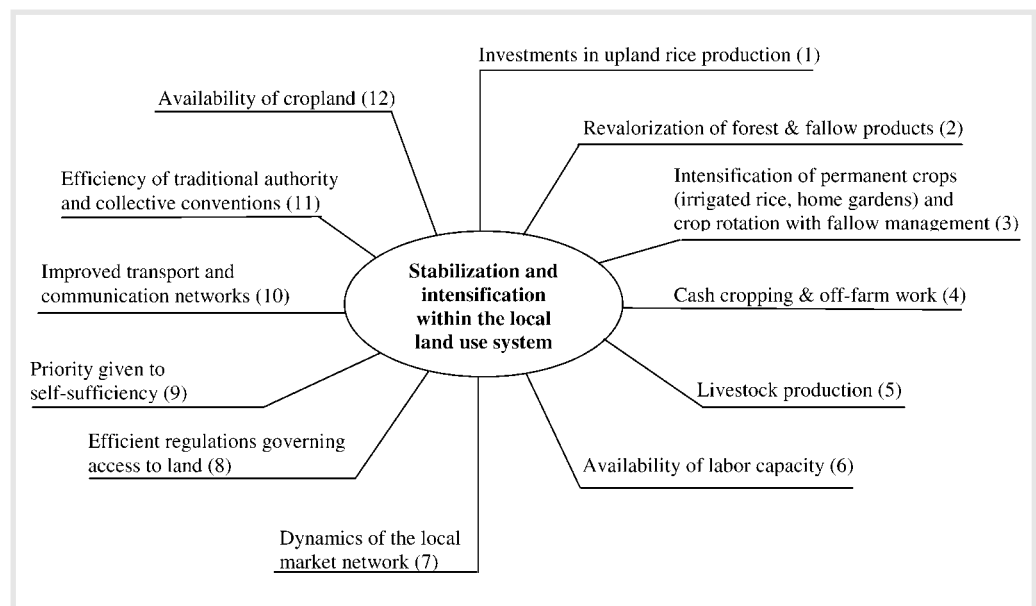 Investments in upland rice production (1)
Availability of cropland (12)
Revalorization of forest & fallow products (2)
Efficiency of traditional authority
and collective conventions (11)
Intensification of permanent crops
(irrigated rice, home gardens) and
crop rotation with fallow management (3)
Stabilization and
intensification
within the local
land use system
Improved transport and
communication networks (10)
Cash cropping & off-farm work (4)
Priority given to
self-sufficiency (9)
Livestock production (5)
Efficient regulations governing
access to land (8)
Availability of labor capacity (6)
Dynamics of the local
market network (7)